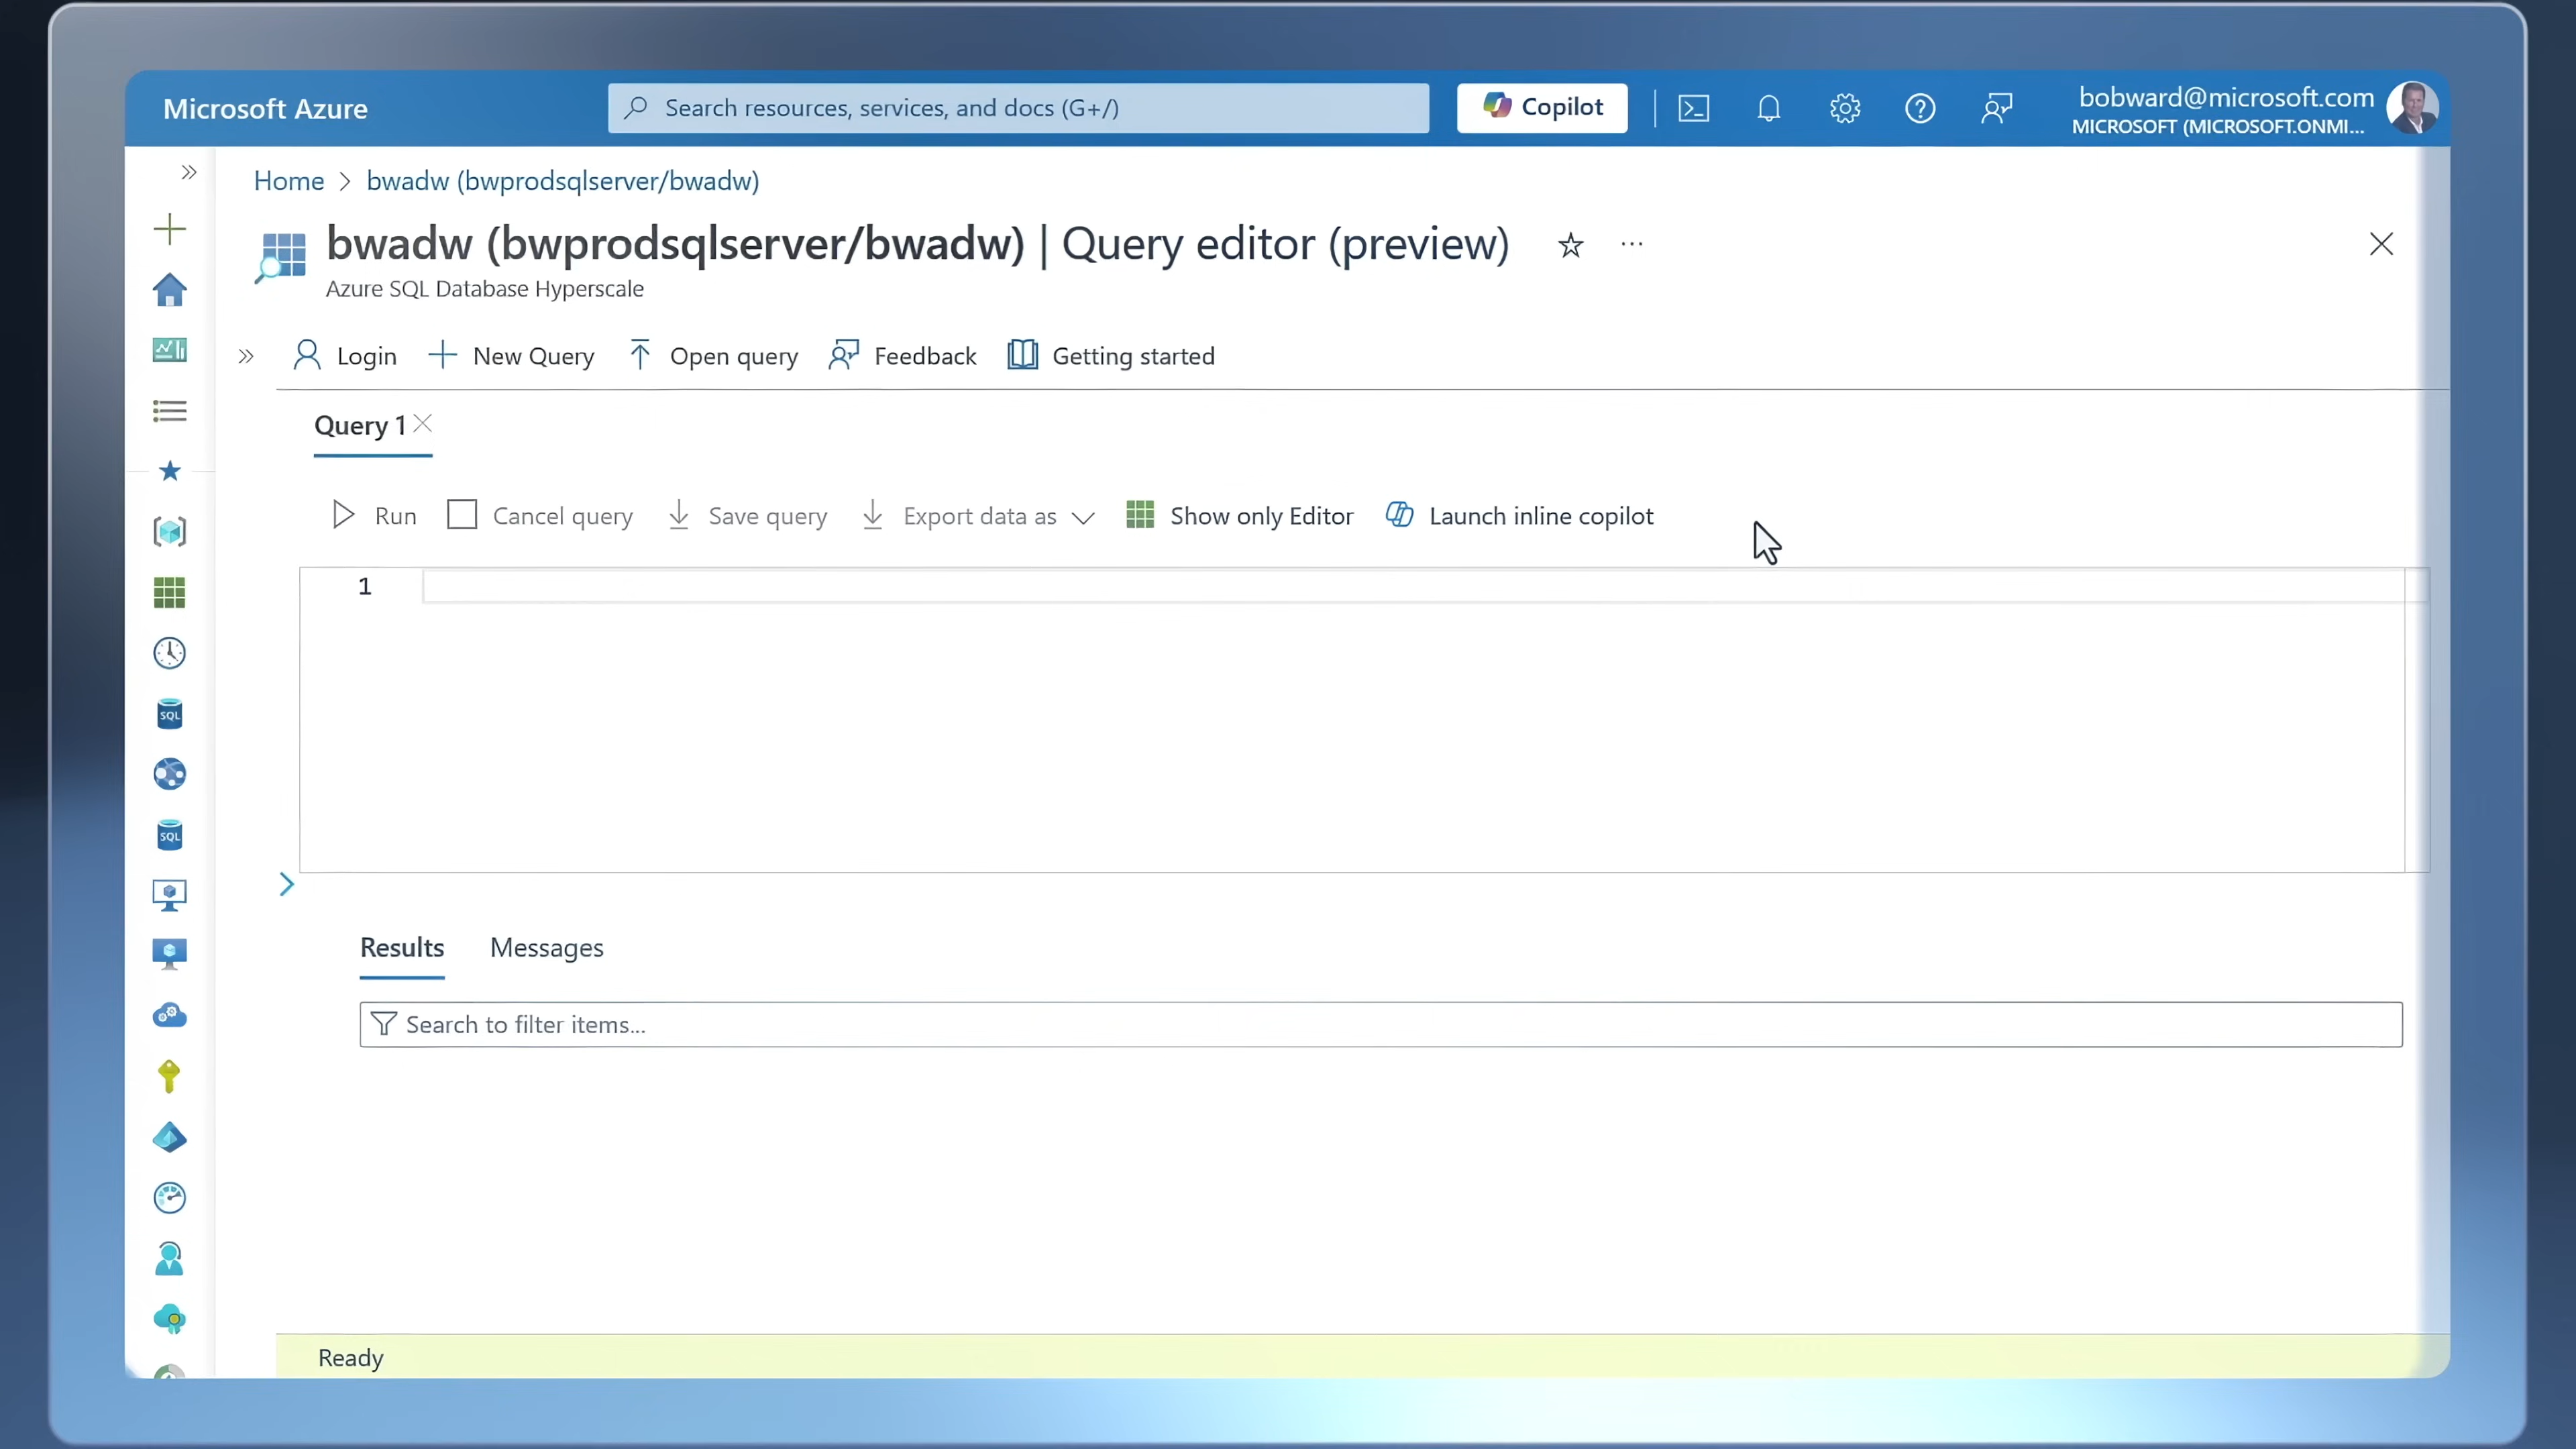 Microsoft Azure
Search resources, services, and docs (G+/)
Copilot
bobward@microsoft.com
MICROSOFT (MICROSOFT.ONMI...
Home > bwadw (bwprodsqlserver/bwadw)
bwadw (bwprodsqlserver/bwadw) | Query editor (preview)
Azure SQL Database Hyperscale
Login New Query Open query Feedback Getting started
Query 1
Run Cancel query Save query Export data as Show only Editor Launch inline copilot
1
SQL
SQL
Results Messages
Search to filter items...
Ready